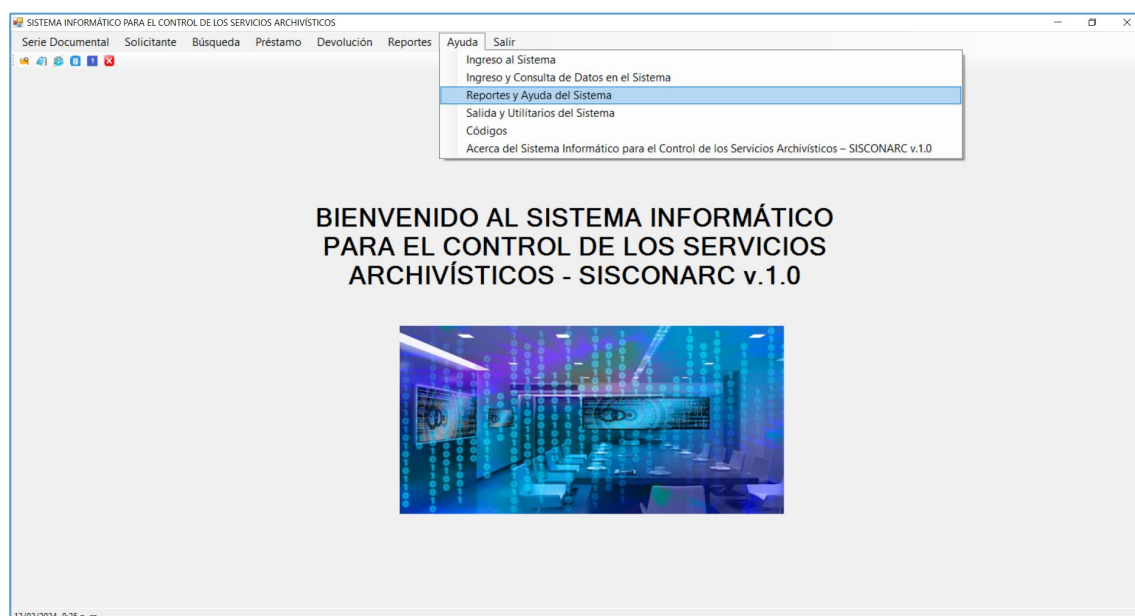 SISTEMA INFORMÁTICO PARA EL CONTROL DE LOS SERVICIOS ARCHIVÍSTICOS
Serie Documental Solicitante Búsqueda Préstamo Devolución Reportes Ayuda Salir
Ingreso al Sistema
Ingreso y Consulta de Datos en el Sistema
Reportes y Ayuda del Sistema
Salida y Utilitarios del Sistema
Códigos
Acerca del Sistema Informático para el Control de los Servicios Archivísticos – SISCONARC v.1.0
BIENVENIDO AL SISTEMA INFORMÁTICO
PARA EL CONTROL DE LOS SERVICIOS
ARCHIVÍSTICOS - SISCONARC v.1.0